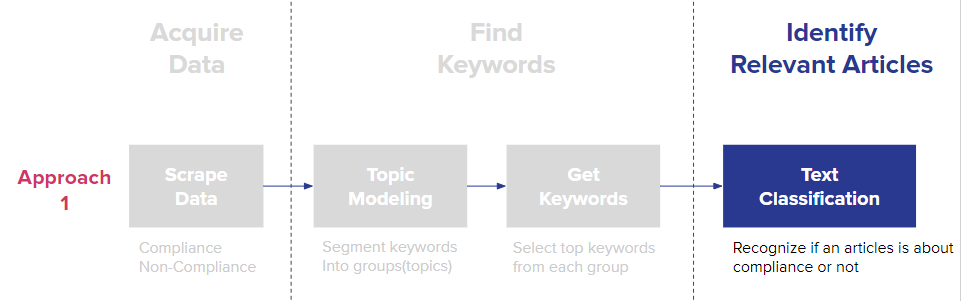 Acquire
Data
Find
Keywords
Identify
Relevant Articles
Approach
1
Scrape
Data
Topic
Modeling
Get
Keywords
Text
Classification
Compliance
Non-Compliance
Segment keywords
Into groups(topics)
Select top keywords
from each group
Recognize if an articles is about
compliance or not